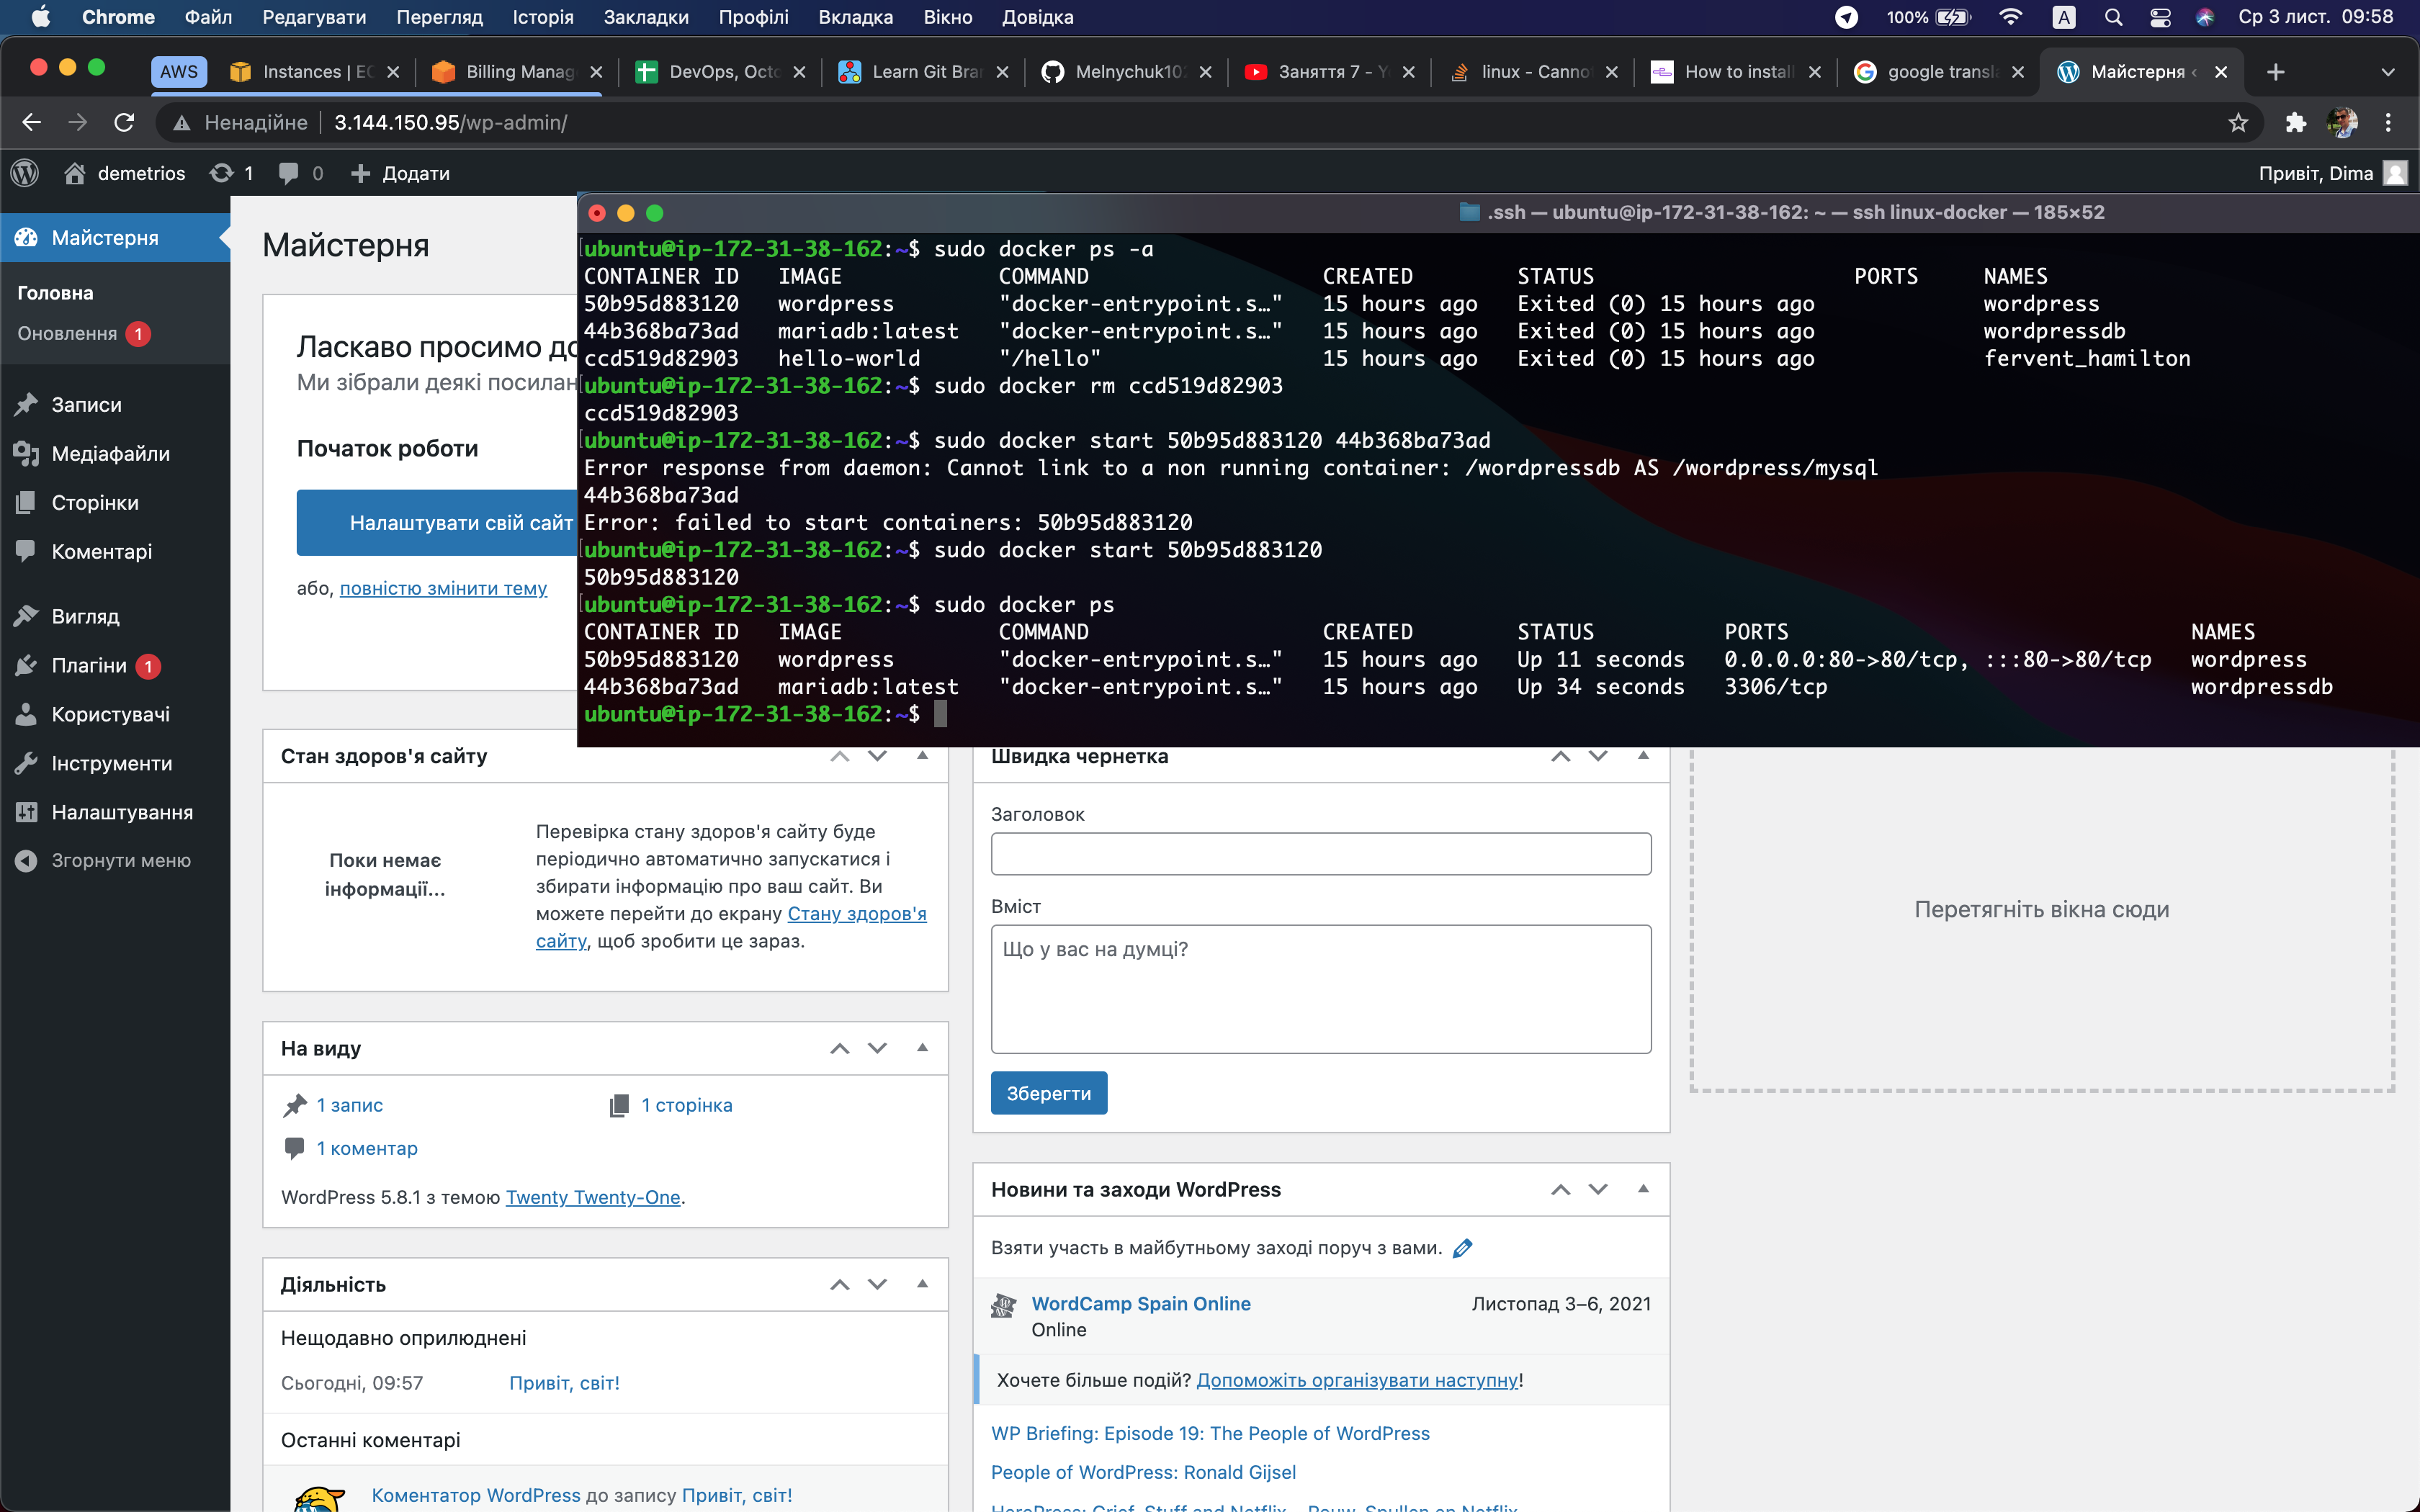 Chrome Файл Редагувати Перегляд Історія Закладки Профілі Вкладка Вікно Довідка 100% A Ср 3 лист. 09:58
AWS Instances | EC Billing Manag DevOps, Octo Learn Git Bran Melnychuk10 Заняття 7 - Y linux - Canno How to install google transla Майстерня ‹
Ненадійне 3.144.150.95/wp-admin/
demetrios 1 0 Додати Привіт, Dima
Майстерня
Головна
Оновлення 1
Записи
Медіафайли
Сторінки
Коментарі
Вигляд
Плагіни 1
Користувачі
Інструменти
Налаштування
Згорнути меню
Майстерня
Ласкаво просимо до
Ми зібрали деякі посилан
Початок роботи
Налаштувати свій сайт
або, повністю змінити тему
.ssh — ubuntu@ip-172-31-38-162: ~ — ssh linux-docker — 185×52
ubuntu@ip-172-31-38-162:~$ sudo docker ps -a
CONTAINER ID IMAGE COMMAND CREATED STATUS PORTS NAMES
50b95d883120 wordpress "docker-entrypoint.s…" 15 hours ago Exited (0) 15 hours ago wordpress
44b368ba73ad mariadb:latest "docker-entrypoint.s…" 15 hours ago Exited (0) 15 hours ago wordpressdb
ccd519d82903 hello-world "/hello" 15 hours ago Exited (0) 15 hours ago fervent_hamilton
ubuntu@ip-172-31-38-162:~$ sudo docker rm ccd519d82903
ccd519d82903
ubuntu@ip-172-31-38-162:~$ sudo docker start 50b95d883120 44b368ba73ad
Error response from daemon: Cannot link to a non running container: /wordpressdb AS /wordpress/mysql
44b368ba73ad
Error: failed to start containers: 50b95d883120
ubuntu@ip-172-31-38-162:~$ sudo docker start 50b95d883120
50b95d883120
ubuntu@ip-172-31-38-162:~$ sudo docker ps
CONTAINER ID IMAGE COMMAND CREATED STATUS PORTS NAMES
50b95d883120 wordpress "docker-entrypoint.s…" 15 hours ago Up 11 seconds 0.0.0.0:80->80/tcp, :::80->80/tcp wordpress
44b368ba73ad mariadb:latest "docker-entrypoint.s…" 15 hours ago Up 34 seconds 3306/tcp wordpressdb
ubuntu@ip-172-31-38-162:~$
Стан здоров'я сайту
Поки немає
інформації...
Перевірка стану здоров'я сайту буде
періодично автоматично запускатися і
збирати інформацію про ваш сайт. Ви
можете перейти до екрану Стану здоров'я
сайту, щоб зробити це зараз.
На виду
1 запис 1 сторінка
1 коментар
WordPress 5.8.1 з темою Twenty Twenty-One.
Діяльність
Нещодавно оприлюднені
Сьогодні, 09:57 Привіт, світ!
Останні коментарі
Коментатор WordPress до запису Привіт, світ!
Швидка чернетка
Заголовок
Вміст
Що у вас на думці?
Зберегти
Новини та заходи WordPress
Взяти участь в майбутньому заході поруч з вами.
WordCamp Spain Online Листопад 3–6, 2021
Online
Хочете більше подій? Допоможіть організувати наступну!
WP Briefing: Episode 19: The People of WordPress
People of WordPress: Ronald Gijsel
Перетягніть вікна сюди